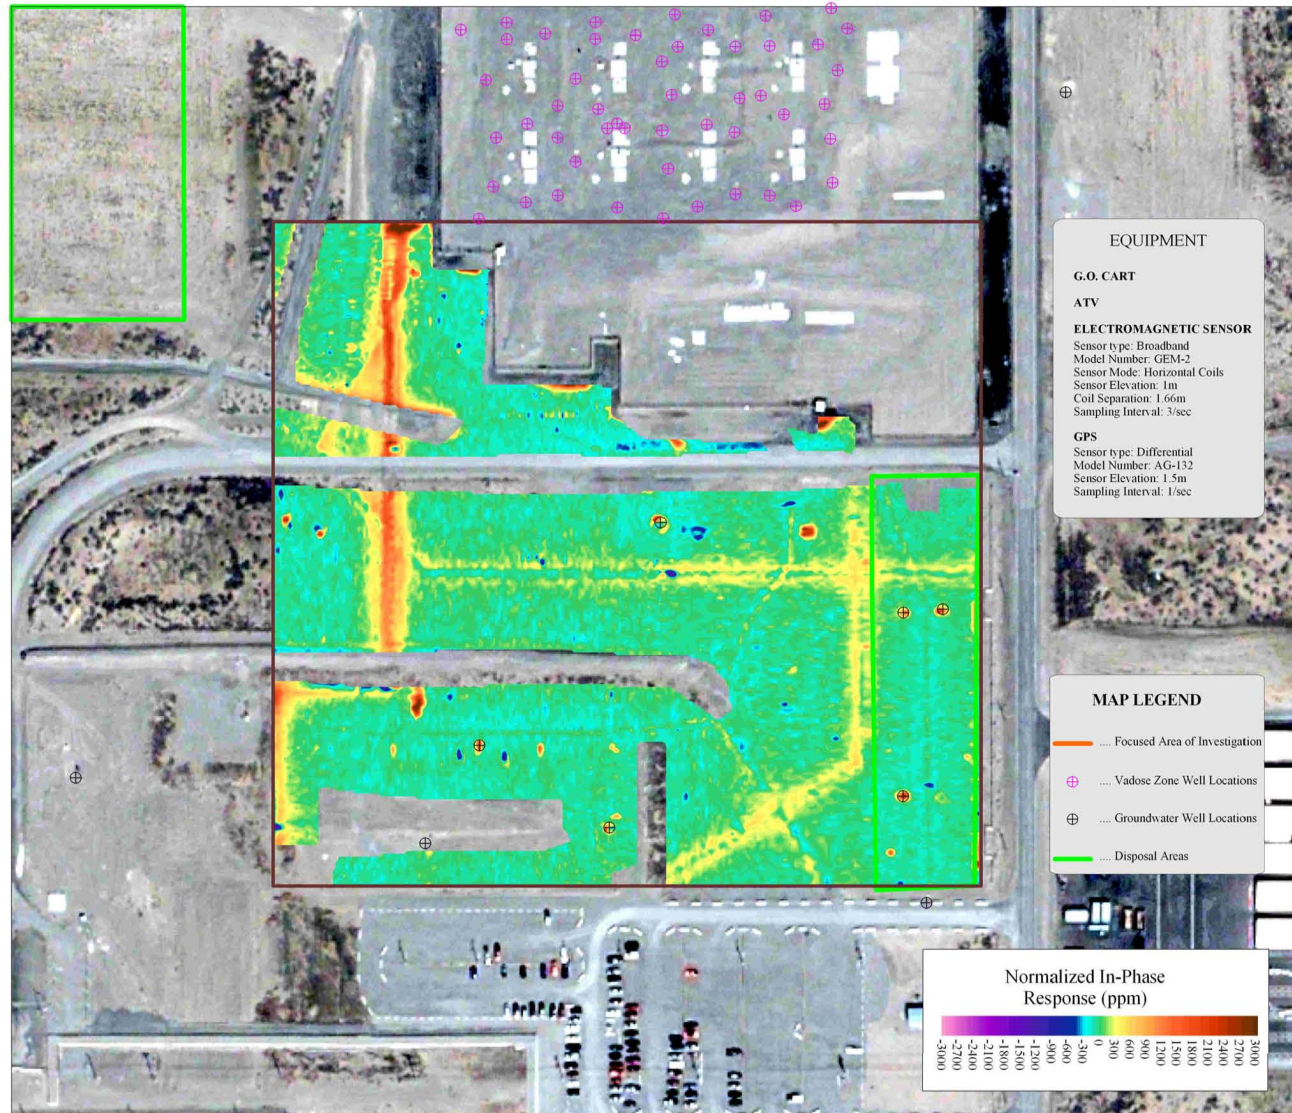 EQUIPMENT
G.O. CART
ATV
ELECTROMAGNETIC SENSOR
Sensor type: Broadband
Model Number: GEM-2
Sensor Mode: Horizontal Coils
Sensor Elevation: 1m
Coil Separation: 1.66m
Sampling Interval: 3/sec
GPS
Sensor type: Differential
Model Number: AG-132
Sensor Elevation: 1.5m
Sampling Interval: 1/sec
MAP LEGEND
.... Focused Area of Investigation
.... Vadose Zone Well Locations
.... Groundwater Well Locations
.... Disposal Areas
Normalized In-Phase
Response (ppm)
-3000 -2700 -2400 -2100 -1800 -1500 -1200 -900 -600 -300 0 300 600 900 1200 1500 1800 2100 2400 2700 3000